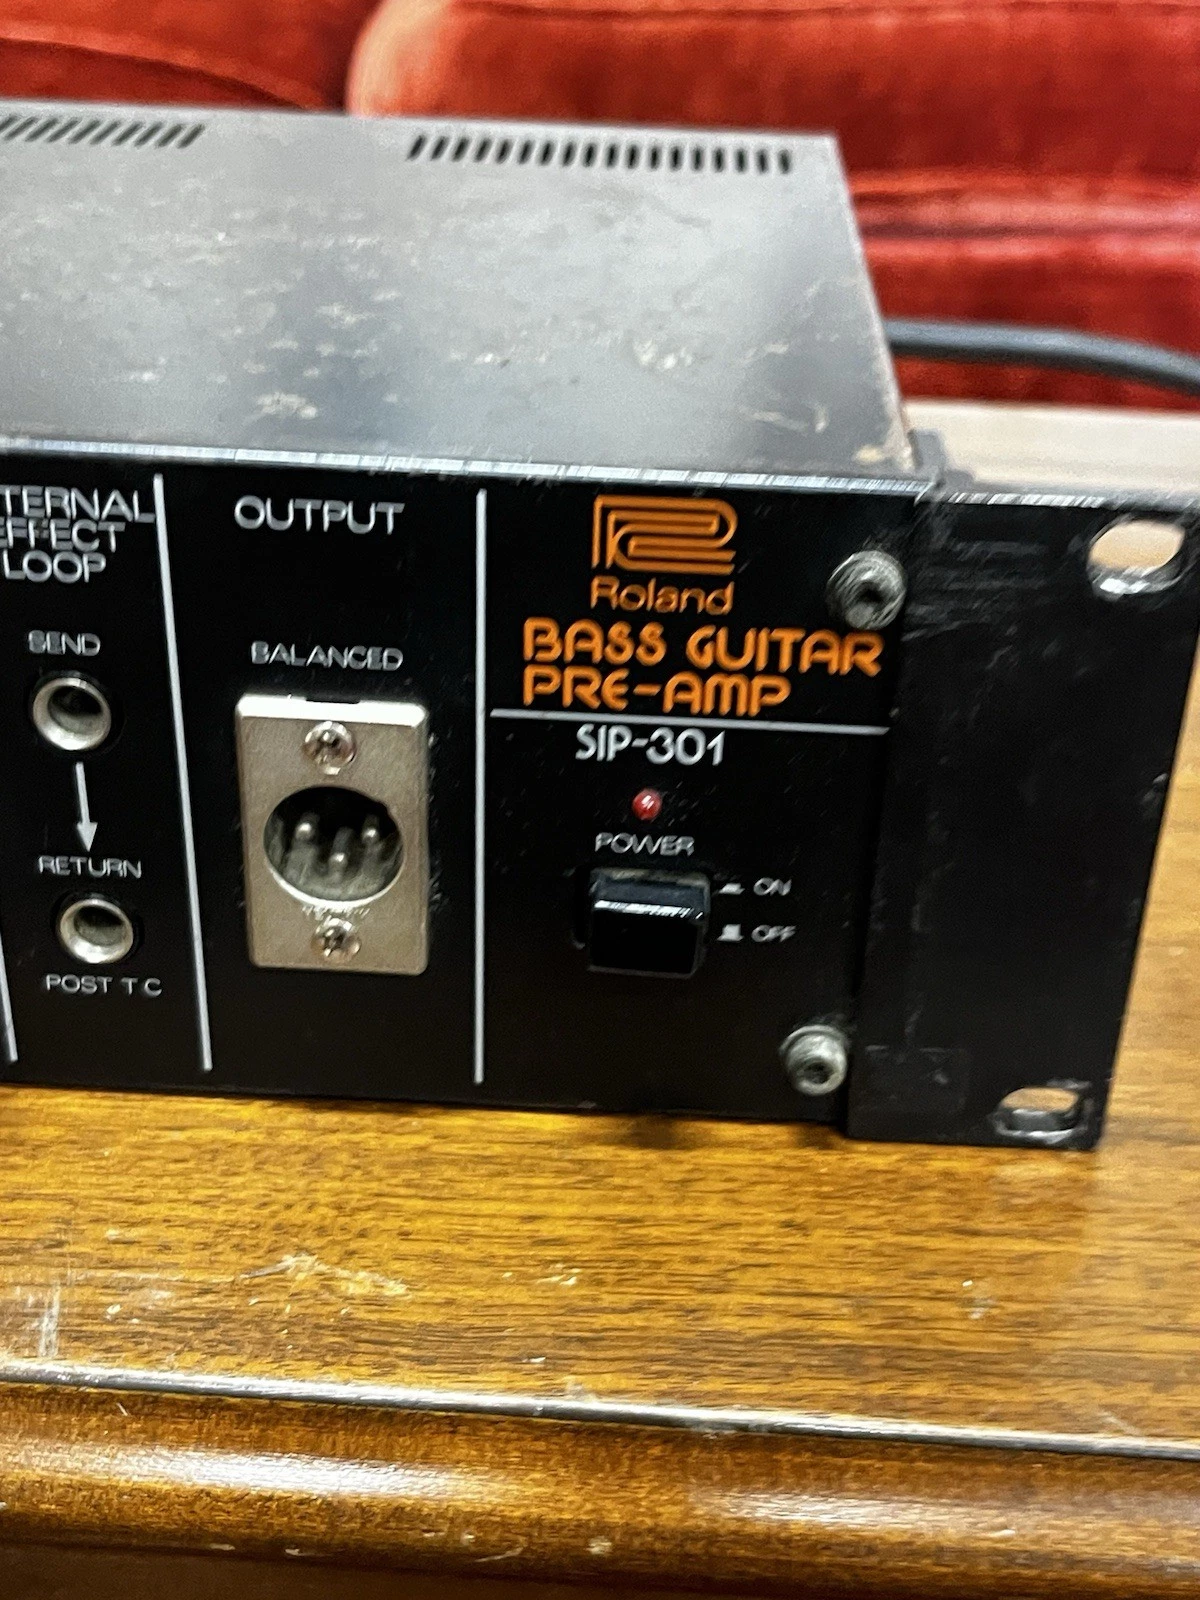 TERNAL
EFFECT
LOOP
SEND
RETURN
POST T C
OUTPUT
BALANCED
Roland
BASS GUITAR
PRE-AMP
SIP-301
POWER
ON
OFF